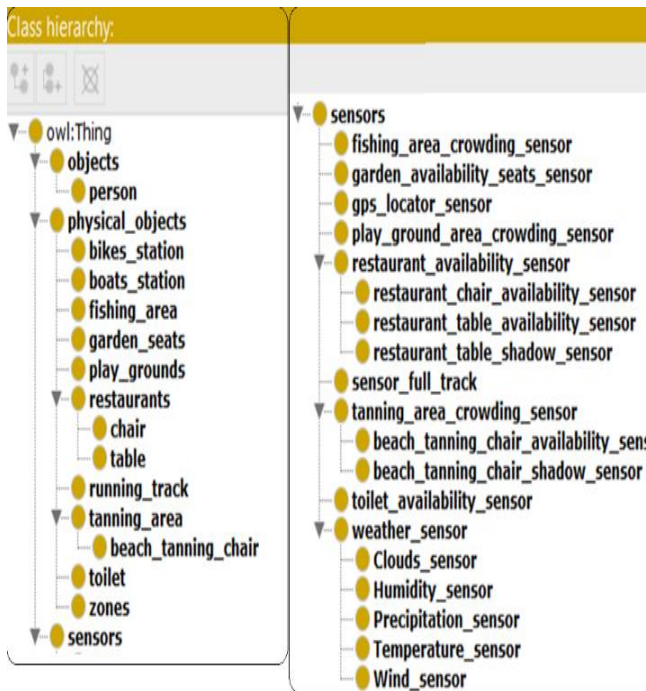 Class hierarchy:
owl:Thing
objects
person
physical_objects
bikes_station
boats_station
fishing_area
garden_seats
play_grounds
restaurants
chair
table
running_track
tanning_area
beach_tanning_chair
toilet
zones
sensors
sensors
fishing_area_crowding_sensor
garden_availability_seats_sensor
gps_locator_sensor
play_ground_area_crowding_sensor
restaurant_availability_sensor
restaurant_chair_availability_sensor
restaurant_table_availability_sensor
restaurant_table_shadow_sensor
sensor_full_track
tanning_area_crowding_sensor
beach_tanning_chair_availability_sens
beach_tanning_chair_shadow_sensor
toilet_availability_sensor
weather_sensor
Clouds_sensor
Humidity_sensor
Precipitation_sensor
Temperature_sensor
Wind_sensor